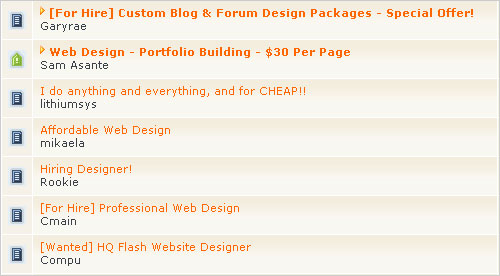 [For Hire] Custom Blog & Forum Design Packages - Special Offer!
Garyrae
Web Design - Portfolio Building - $30 Per Page
Sam Asante
I do anything and everything, and for CHEAP!!
lithiumsys
Affordable Web Design
mikaela
Hiring Designer!
Rookie
[For Hire] Professional Web Design
Cmain
[Wanted] HQ Flash Website Designer
Compu